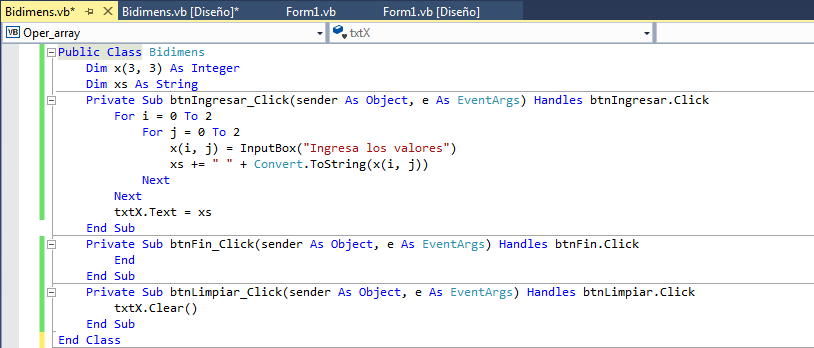 Bidimens.vb* Bidimens.vb [Diseño]* Form1.vb Form1.vb [Diseño]
VB Oper_array txtX
Public Class Bidimens
Dim x(3, 3) As Integer
Dim xs As String
Private Sub btnIngresar_Click(sender As Object, e As EventArgs) Handles btnIngresar.Click
For i = 0 To 2
For j = 0 To 2
x(i, j) = InputBox("Ingresa los valores")
xs += " " + Convert.ToString(x(i, j))
Next
Next
txtX.Text = xs
End Sub
Private Sub btnFin_Click(sender As Object, e As EventArgs) Handles btnFin.Click
End
End Sub
Private Sub btnLimpiar_Click(sender As Object, e As EventArgs) Handles btnLimpiar.Click
txtX.Clear()
End Sub
End Class